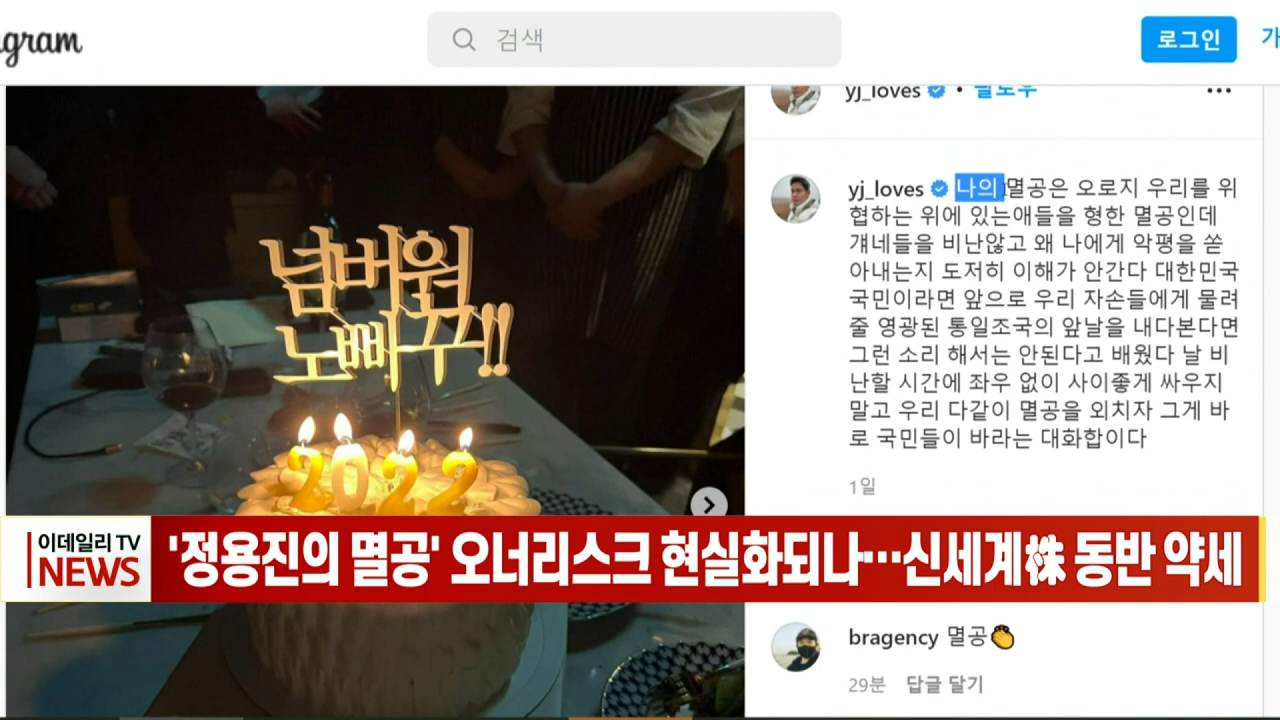 gram
검색
로그인
가
yj_loves • 팔로우
yj_loves 나의 멸공은 오로지 우리를 위
협하는 위에 있는애들을 형한 멸공인데
걔네들을 비난않고 왜 나에게 악평을 쏟
아내는지 도저히 이해가 안간다 대한민국
국민이라면 앞으로 우리 자손들에게 물려
줄 영광된 통일조국의 앞날을 내다본다면
그런 소리 해서는 안된다고 배웠다 날 비
난할 시간에 좌우 없이 사이좋게 싸우지
말고 우리 다같이 멸공을 외치자 그게 바
로 국민들이 바라는 대화합이다
1일
넘버원
노빠꾸!!
2022
이데일리 TV
NEWS
'정용진의 멸공' 오너리스크 현실화되나…신세계株 동반 약세
bragency 멸공👏
29분 답글 달기